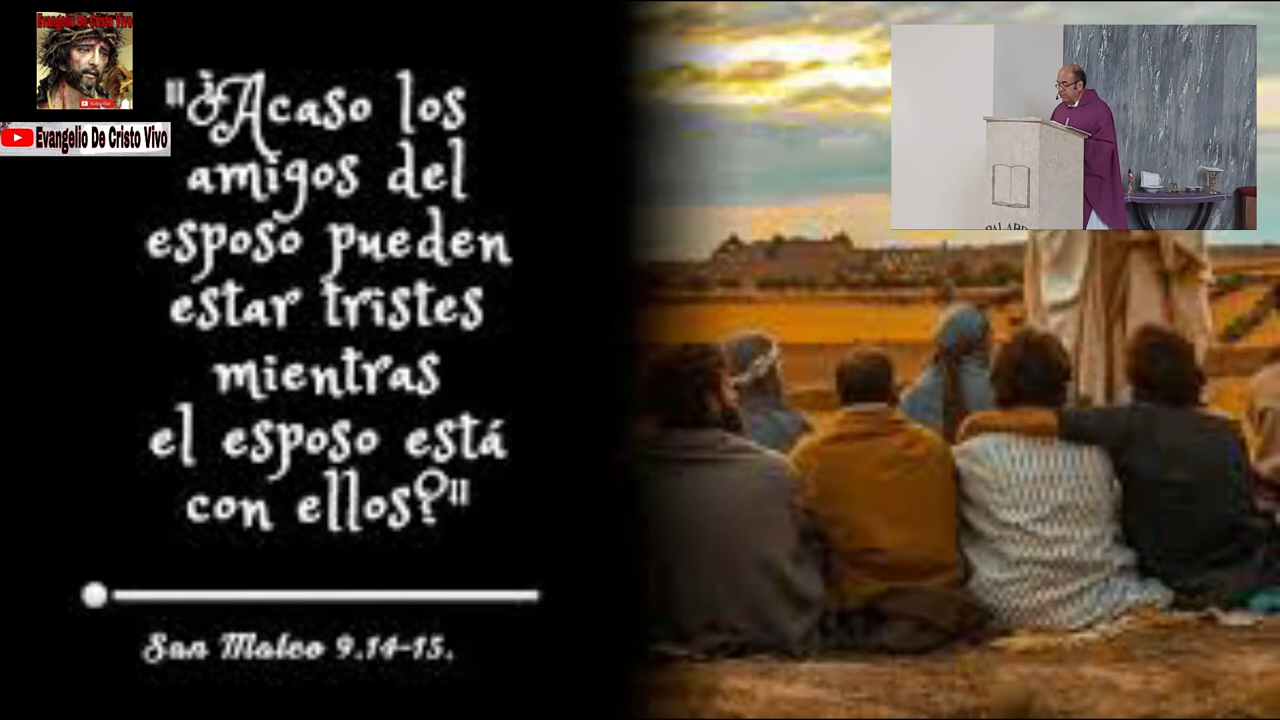 Evangelio De Cristo Vivo
Subscribe
Evangelio De Cristo Vivo
"¿Acaso los
amigos del
esposo pueden
estar tristes
mientras
el esposo está
con ellos?"
San Mateo 9.14-15.